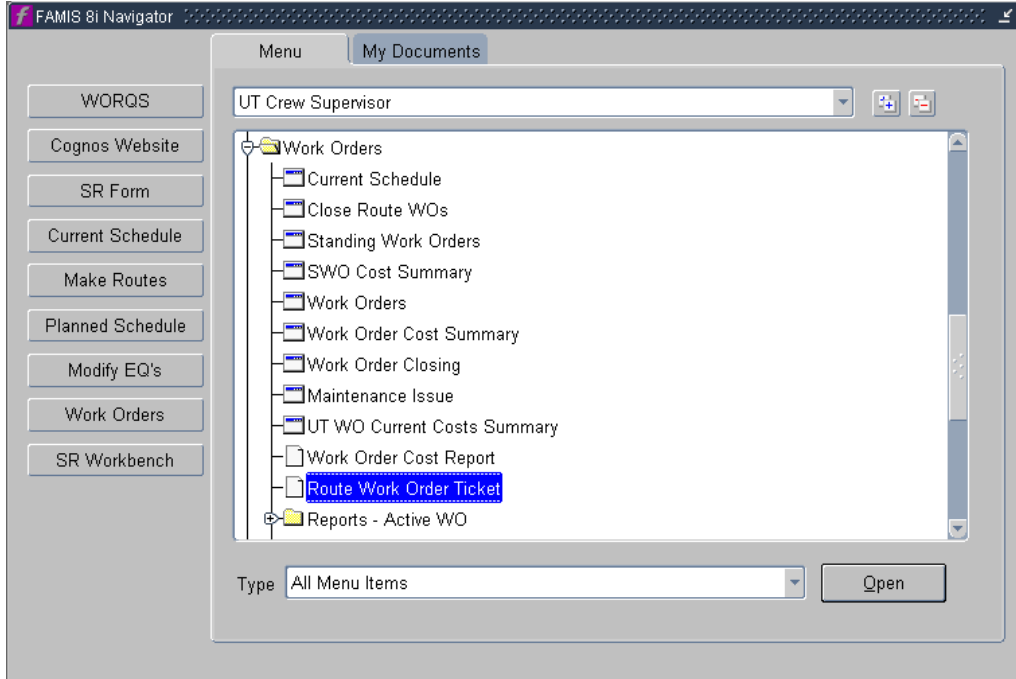 FAMIS 8i Navigator
Menu
My Documents
WORQS
Cognos Website
SR Form
Current Schedule
Make Routes
Planned Schedule
Modify EQ's
Work Orders
SR Workbench
UT Crew Supervisor
Work Orders
Current Schedule
Close Route WOs
Standing Work Orders
SWO Cost Summary
Work Orders
Work Order Cost Summary
Work Order Closing
Maintenance Issue
UT WO Current Costs Summary
Work Order Cost Report
Route Work Order Ticket
Reports - Active WO
Type All Menu Items
Open